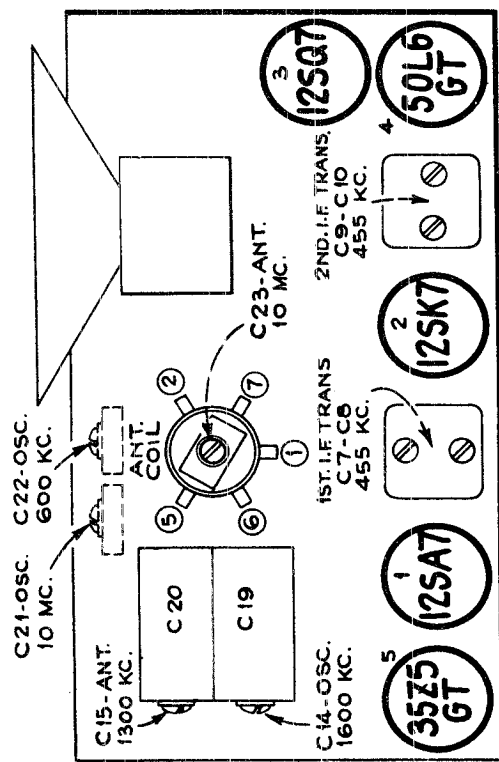 C21-OSC.
10 MC.
C22-OSC.
600 KC.
C15-ANT.
1300 KC.
C20
C19
C14-OSC.
1600 KC.
ANT.
COIL
5
2
6
1
7
C23-ANT.
10 MC.
1ST. I.F. TRANS
C7-C8
455 KC.
2ND. I.F. TRANS.
C9-C10
455 KC.
5
35Z5
GT
1
12SA7
2
12SK7
3
12SQ7
4
50L6
GT